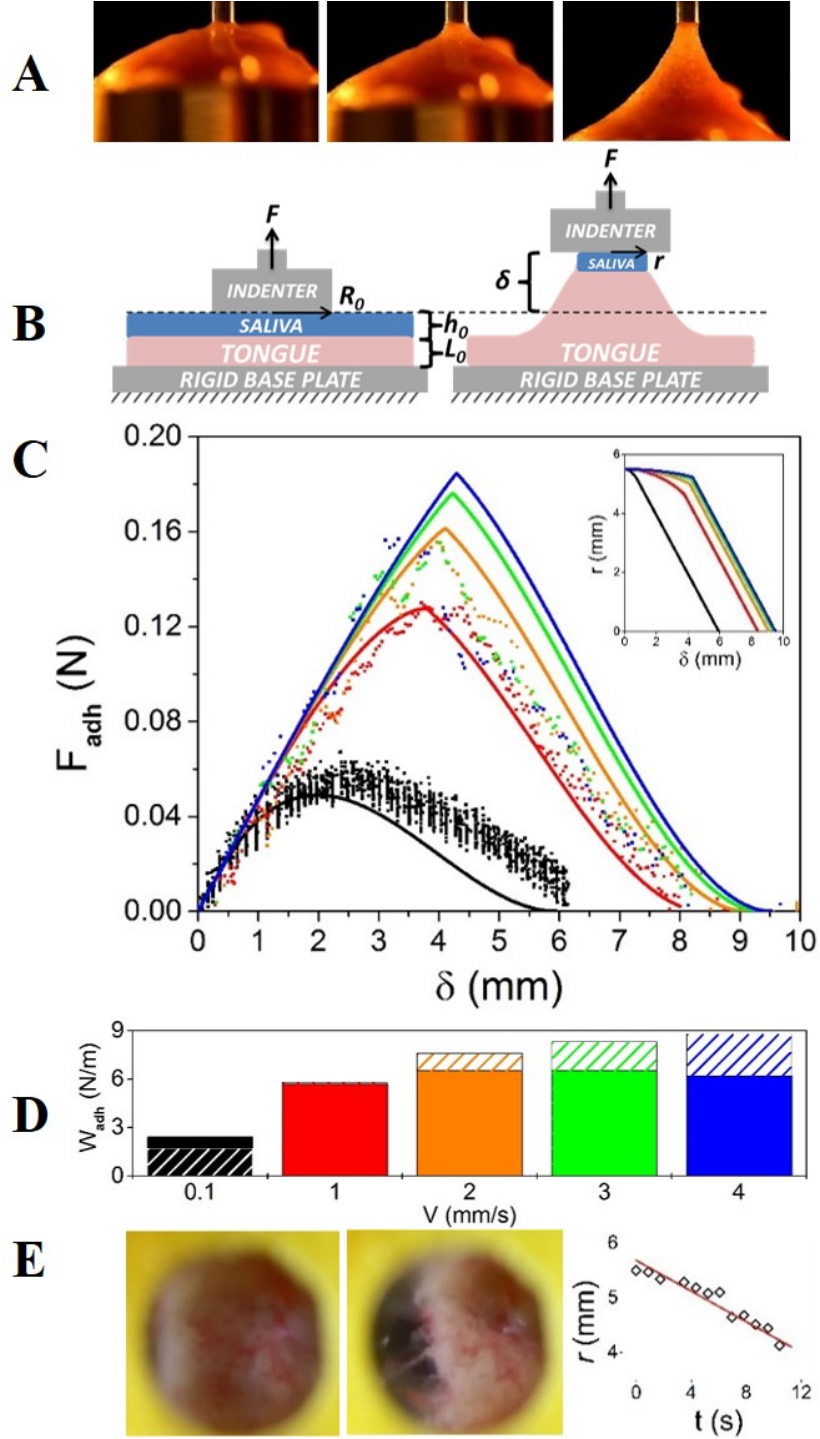 A
B
F
INDENTER
R0
SALIVA
h0
TONGUE
L0
RIGID BASE PLATE
F
INDENTER
SALIVA
r
δ
TONGUE
RIGID BASE PLATE
C
0.20
0.16
0.12
0.08
0.04
0.00
Fadh (N)
0 1 2 3 4 5 6 7 8 9 10
δ (mm)
6
4
2
0
r (mm)
0 2 4 6 8 10
δ (mm)
D
9
6
3
0
Wadh (N/m)
0.1 1 2 3 4
V (mm/s)
E
6
5
4
r (mm)
0 4 8 12
t (s)